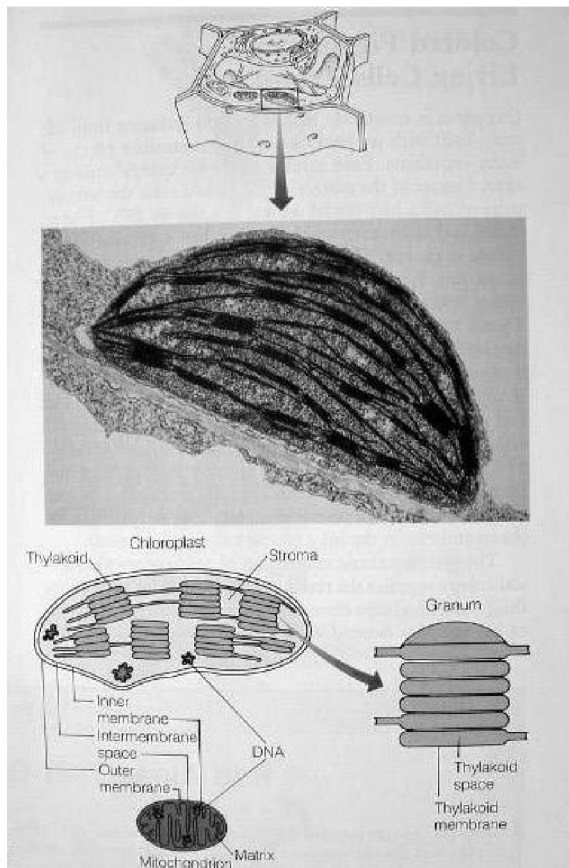 Chloroplast
Thylakoid
Stroma
Granum
Inner
membrane
Intermembrane
space
Outer
membrane
DNA
Thylakoid
space
Thylakoid
membrane
Matrix
Mitochondrion